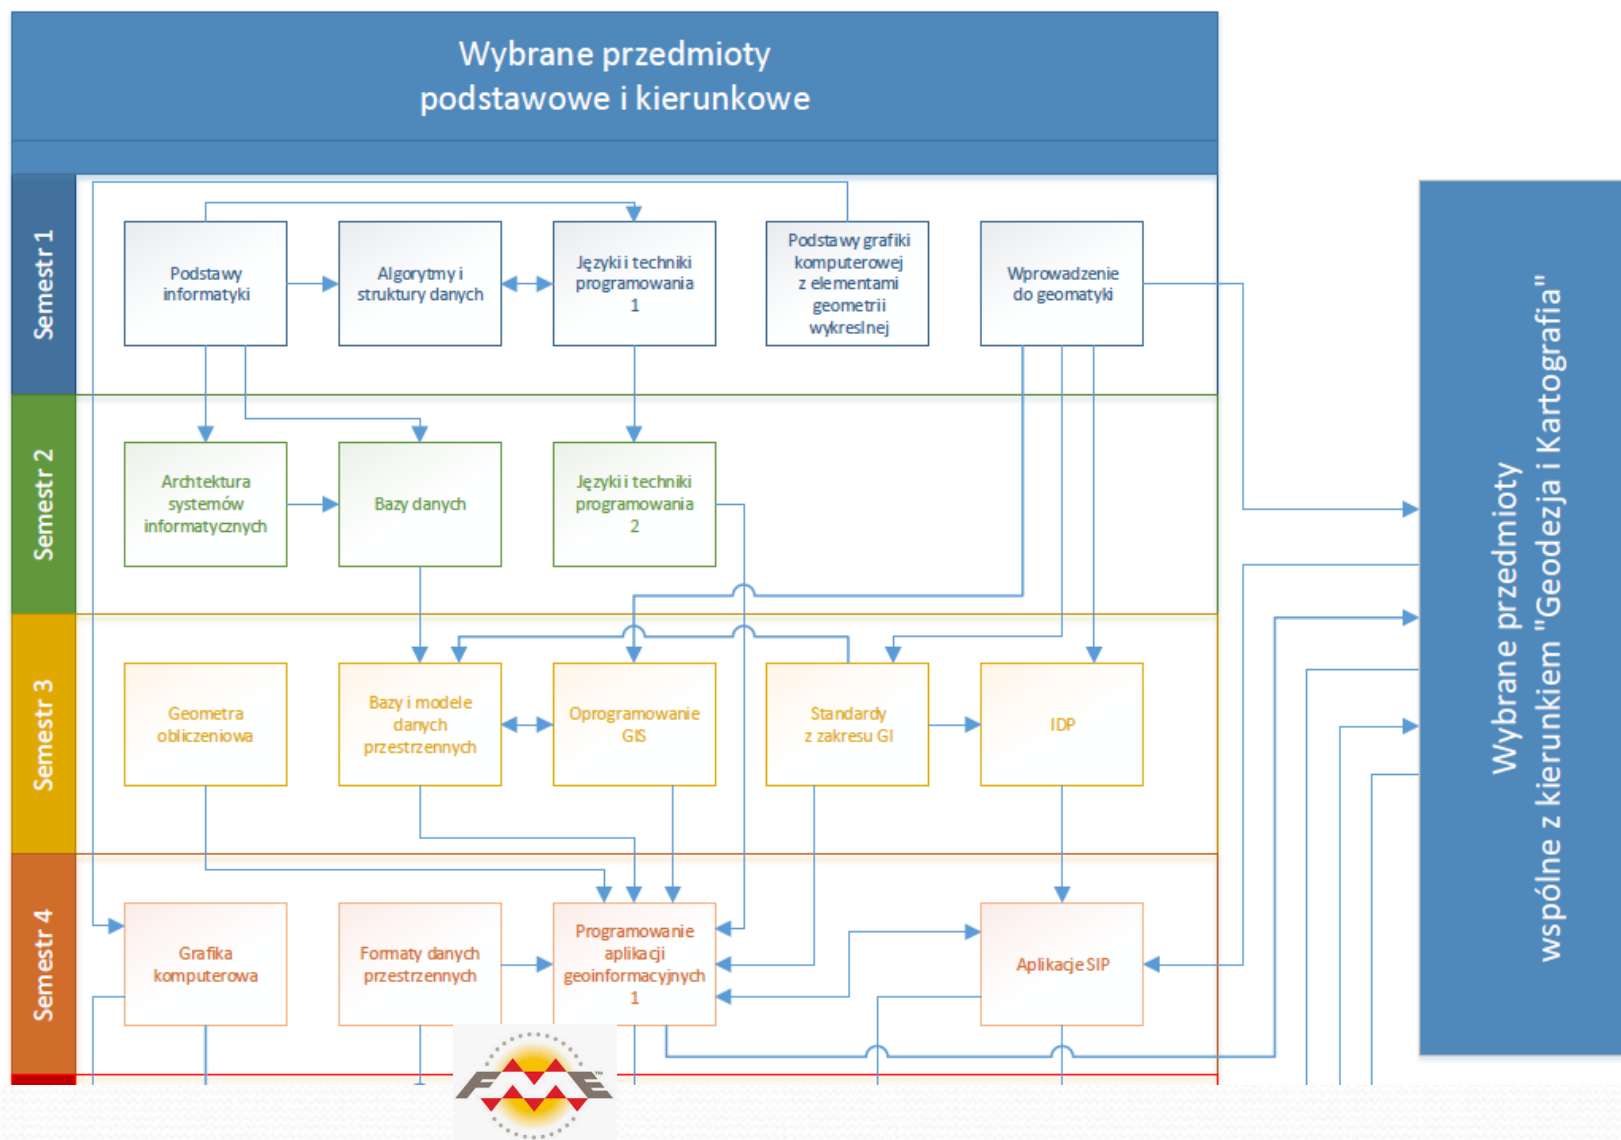 Wybrane przedmioty
podstawowe i kierunkowe
Semestr 1
Podstawy
informatyki
Algorytmy i
struktury danych
Języki i techniki
programowania
1
Podstawy grafiki
komputerowej
z elementami
geometrii
wykreslnej
Wprowadzenie
do geomatyki
Semestr 2
Archtektura
systemów
informatycznych
Bazy danych
Języki i techniki
programowania
2
Semestr 3
Geometra
obliczeniowa
Bazy i modele
danych
przestrzennych
Oprogramowanie
GIS
Standardy
z zakresu GI
IDP
Semestr 4
Grafika
komputerowa
Formaty danych
przestrzennych
Programowanie
aplikacji
geoinformacyjnych
1
Aplikacje SIP
Wybrane przedmioty
wspólne z kierunkiem "Geodezja i Kartografia"
FME™